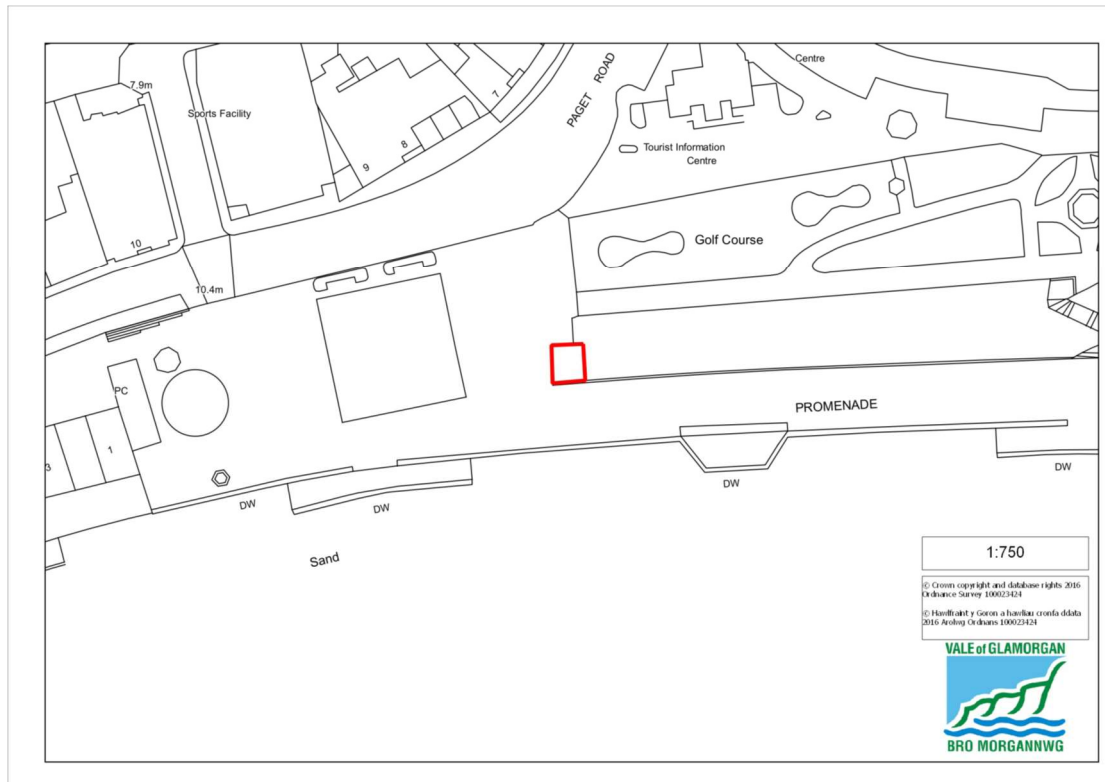 Centre
7.9m
Sports Facility
7
PAGET ROAD
8
9
Tourist Information
Centre
10
Golf Course
10.4m
PC
PROMENADE
1
3
DW
DW
DW
DW
Sand
1:750
© Crown copyright and database rights 2016
Ordnance Survey 100023424
© Hawlfraint y Goron a hawliau cronfa ddata
2016 Arolwg Ordnans 100023424
VALE of GLAMORGAN
BRO MORGANNWG